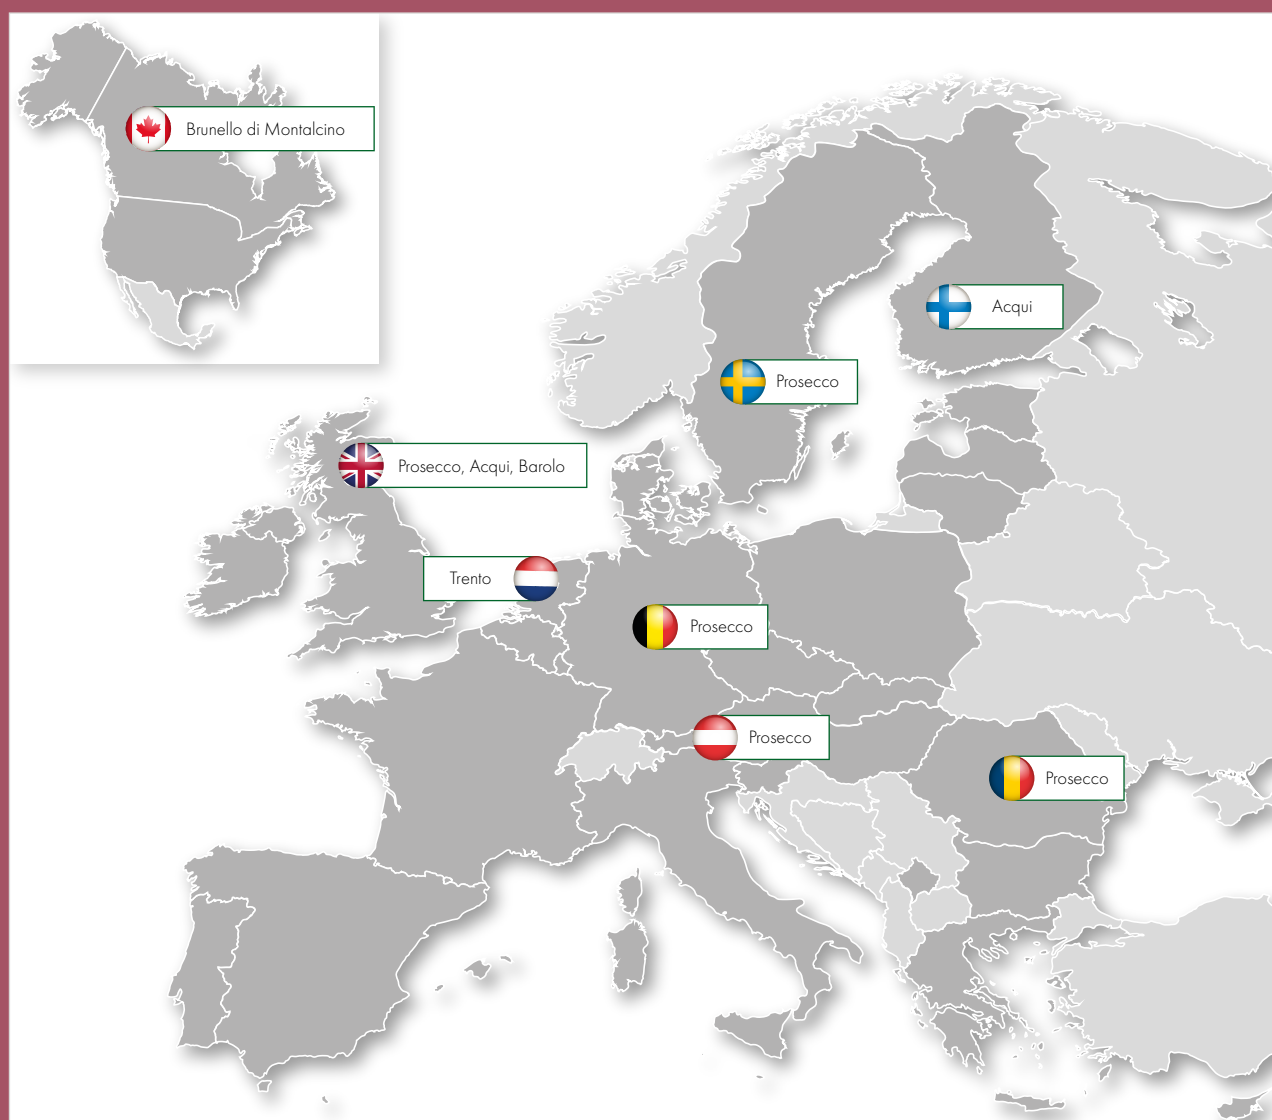 Brunello di Montalcino
Acqui
Prosecco
Prosecco, Acqui, Barolo
Trento
Prosecco
Prosecco
Prosecco